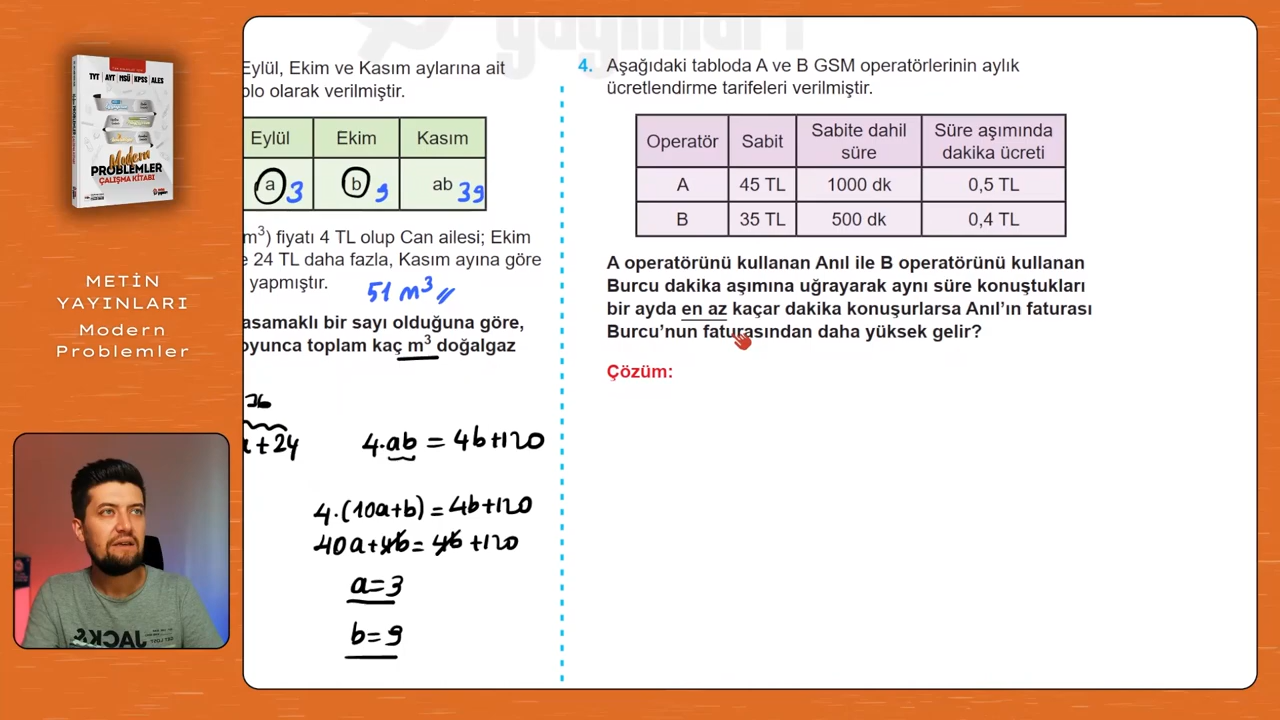 TYT | AYT | MSÜ | KPSS | ALES
Modern
PROBLEMLER
ÇALIŞMA KİTABI
METİN
YAYINLARI
Modern
Problemler
JACKS
yayınları
Eylül, Ekim ve Kasım aylarına ait
olo olarak verilmiştir.
Eylül Ekim Kasım
a 3 b 9 ab 39
m³) fiyatı 4 TL olup Can ailesi; Ekim
e 24 TL daha fazla, Kasım ayına göre
yapmıştır.
51 m³
asamaklı bir sayı olduğuna göre,
oyunca toplam kaç m³ doğalgaz
+24
4·ab = 4b+120
4·(10a+b) = 4b+120
40a+4b = 4b+120
a=3
b=9
4. Aşağıdaki tabloda A ve B GSM operatörlerinin aylık
ücretlendirme tarifeleri verilmiştir.
Operatör Sabit Sabite dahil süre Süre aşımında dakika ücreti
A 45 TL 1000 dk 0,5 TL
B 35 TL 500 dk 0,4 TL
A operatörünü kullanan Anıl ile B operatörünü kullanan
Burcu dakika aşımına uğrayarak aynı süre konuştukları
bir ayda en az kaçar dakika konuşurlarsa Anıl’ın faturası
Burcu’nun faturasından daha yüksek gelir?
Çözüm: